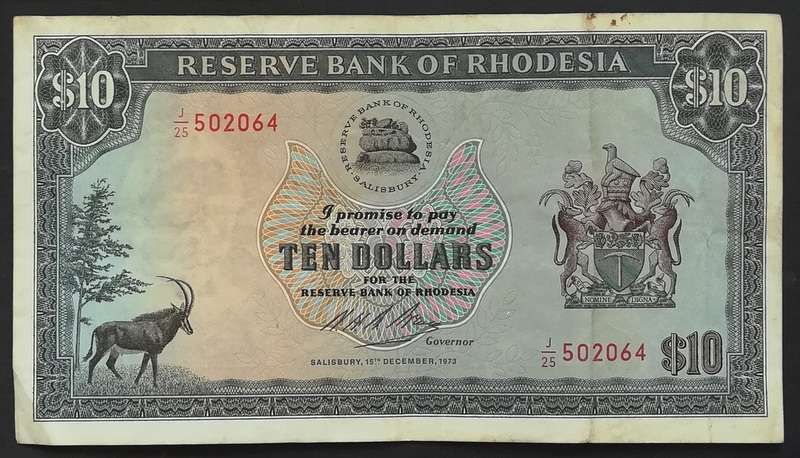 RESERVE BANK OF RHODESIA
$10
$10
J/25 502064
RESERVE BANK OF RHODESIA
· SALISBURY ·
I promise to pay
the bearer on demand
TEN DOLLARS
FOR THE
RESERVE BANK OF RHODESIA
Governor
SALISBURY, 15TH DECEMBER, 1973
NOMINE DIGNA
J/25 502064
$10